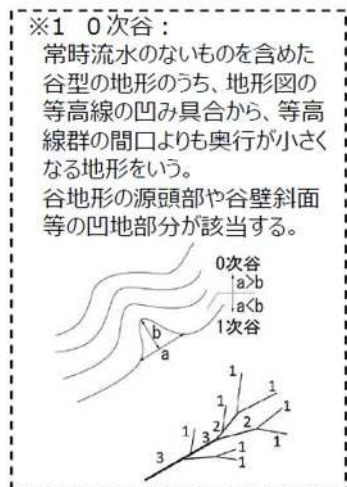 ※1 0次谷：
常時流水のないものを含めた
谷型の地形のうち、地形図の
等高線の凹み具合から、等高
線群の間口よりも奥行が小さく
なる地形をいう。
谷地形の源頭部や谷壁斜面
等の凹地部分が該当する。
0次谷
a>b
a<b
1次谷
b
a
1
1
1
1
2
2
1
3
1
1
3
1